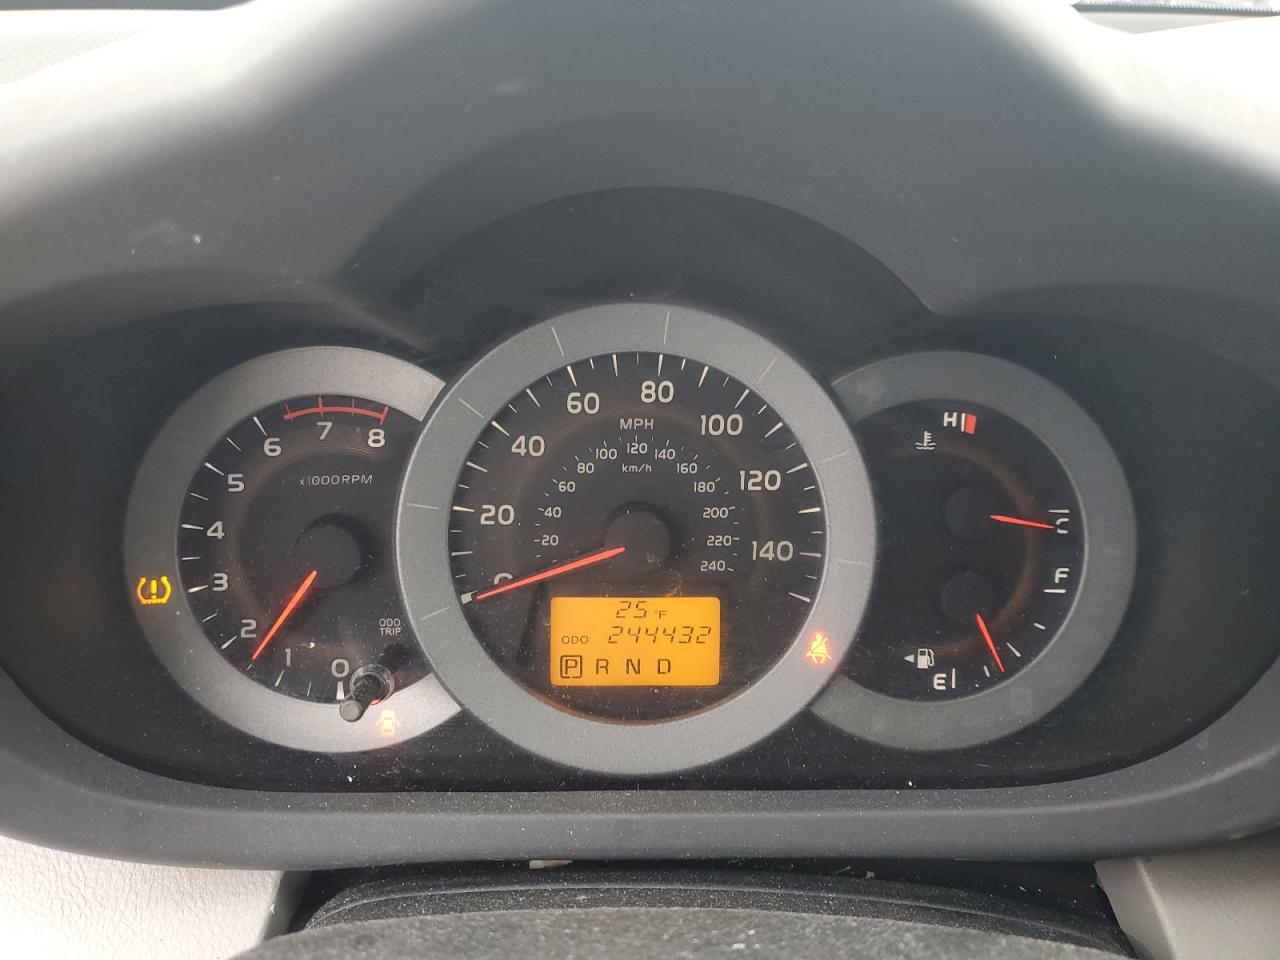 0 1 2 3 4 5 6 7 8
x1000RPM
ODO
TRIP
0 20 40 60 80 100 120 140
MPH
20 40 60 80 100 120 140 160 180 200 220 240
km/h
25 °F
ODO 244432
P R N D
H
C
F
E